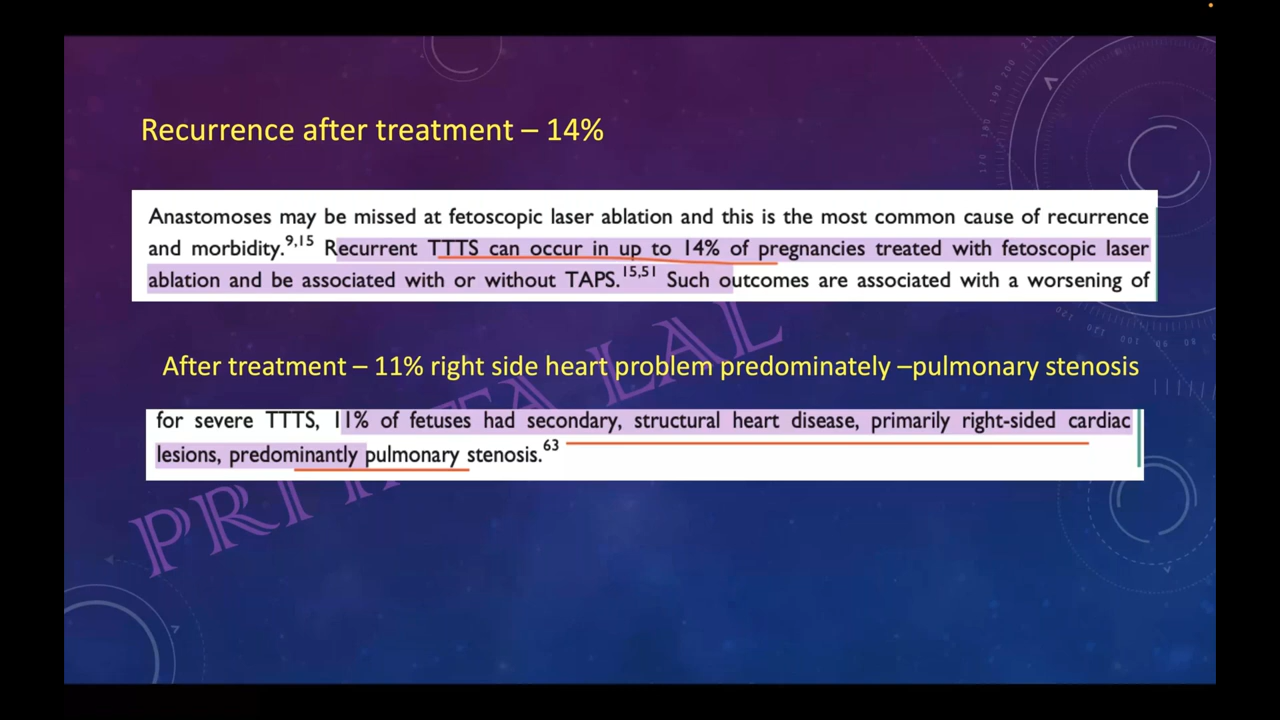 Recurrence after treatment – 14%
Anastomoses may be missed at fetoscopic laser ablation and this is the most common cause of recurrence
and morbidity.9,15 Recurrent TTTS can occur in up to 14% of pregnancies treated with fetoscopic laser
ablation and be associated with or without TAPS.15,51 Such outcomes are associated with a worsening of
After treatment – 11% right side heart problem predominately –pulmonary stenosis
for severe TTTS, 11% of fetuses had secondary, structural heart disease, primarily right-sided cardiac
lesions, predominantly pulmonary stenosis.63